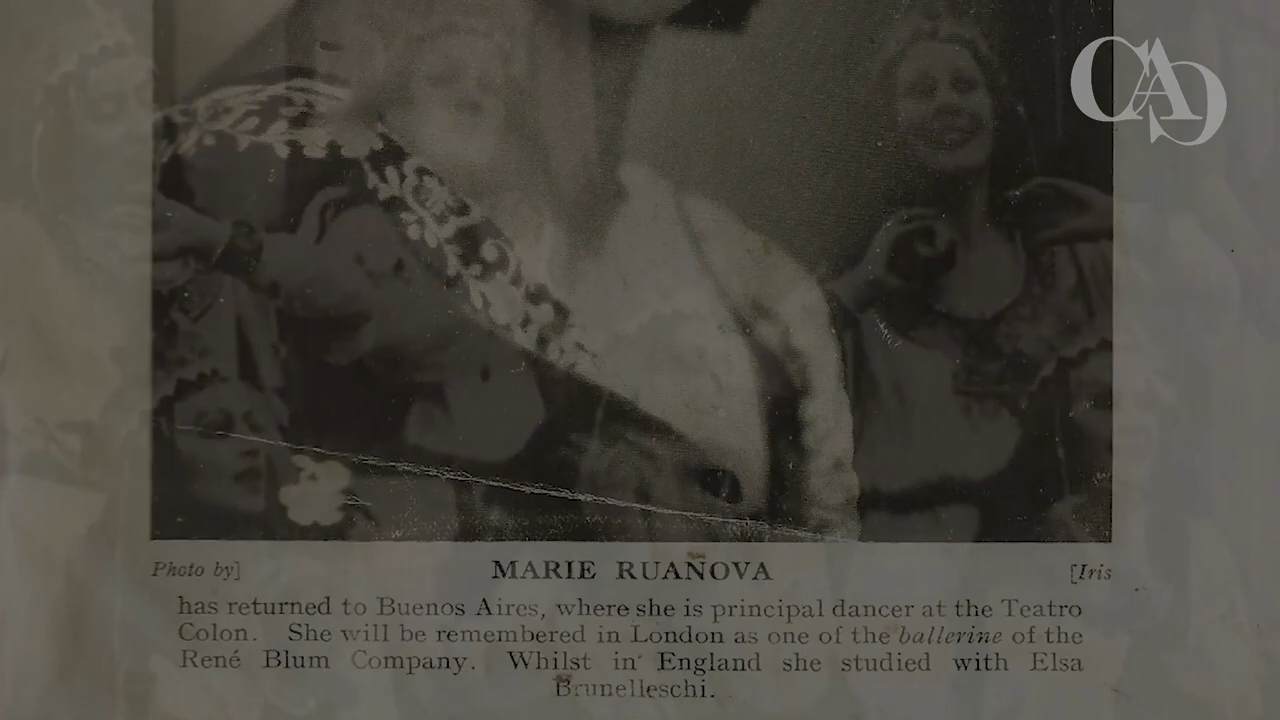 CAC
Photo by] MARIE RUANOVA [Iris
has returned to Buenos Aires, where she is principal dancer at the Teatro
Colon. She will be remembered in London as one of the ballerine of the
René Blum Company. Whilst in England she studied with Elsa
Brunelleschi.